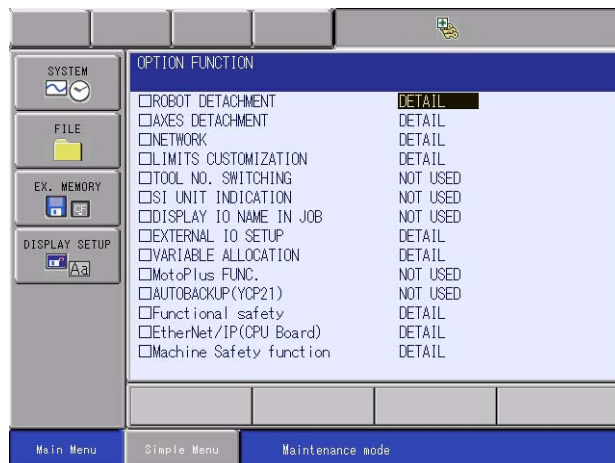 SYSTEM
FILE
EX. MEMORY
CF
DISPLAY SETUP
Aa
OPTION FUNCTION
ROBOT DETACHMENT DETAIL
AXES DETACHMENT DETAIL
NETWORK DETAIL
LIMITS CUSTOMIZATION DETAIL
TOOL NO. SWITCHING NOT USED
SI UNIT INDICATION NOT USED
DISPLAY IO NAME IN JOB NOT USED
EXTERNAL IO SETUP DETAIL
VARIABLE ALLOCATION DETAIL
MotoPlus FUNC. NOT USED
AUTOBACKUP(YCP21) NOT USED
Functional safety DETAIL
EtherNet/IP(CPU Board) DETAIL
Machine Safety function DETAIL
Main Menu Simple Menu Maintenance mode